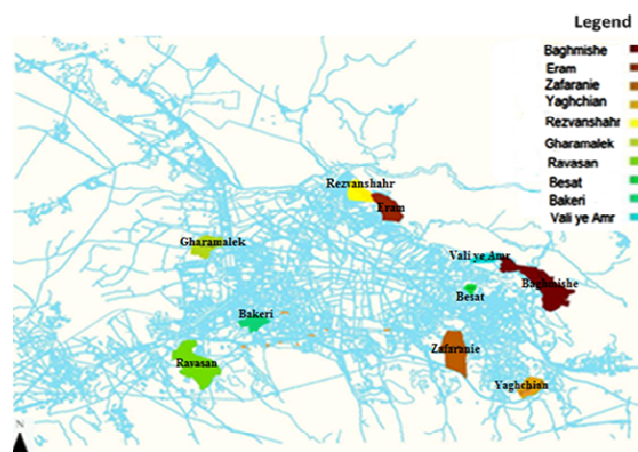 Legend
Baghmishe
Eram
Zafaranie
Yaghchian
Rezvanshahr
Gharamalek
Ravasan
Besat
Bakeri
Vali ye Amr
Rezvanshahr
Eram
Gharamalek
Vali ye Amr
Baghmishe
Besat
Bakeri
Zafaranie
Ravasan
Yaghchian
N